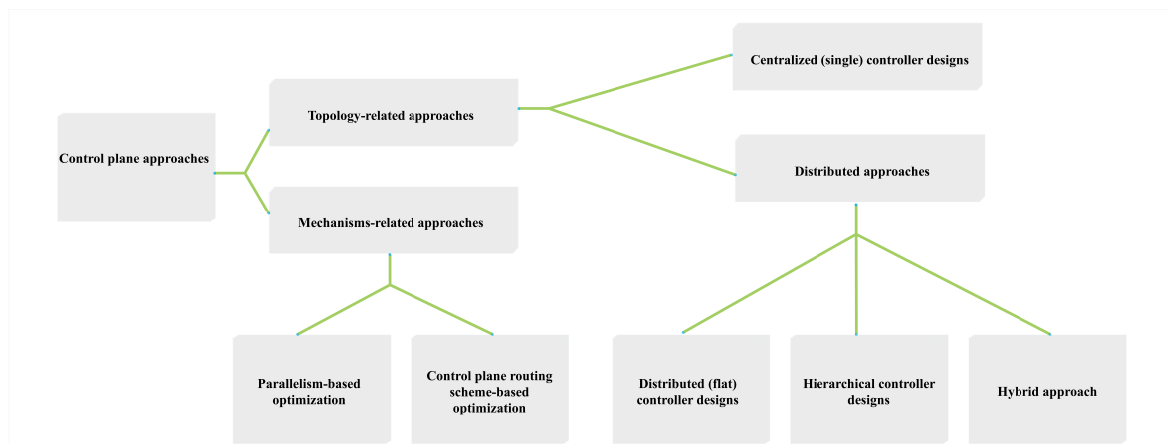 Centralized (single) controller designs
Topology-related approaches
Control plane approaches
Distributed approaches
Mechanisms-related approaches
Parallelism-based
optimization
Control plane routing
scheme-based
optimization
Distributed (flat)
controller designs
Hierarchical controller
designs
Hybrid approach